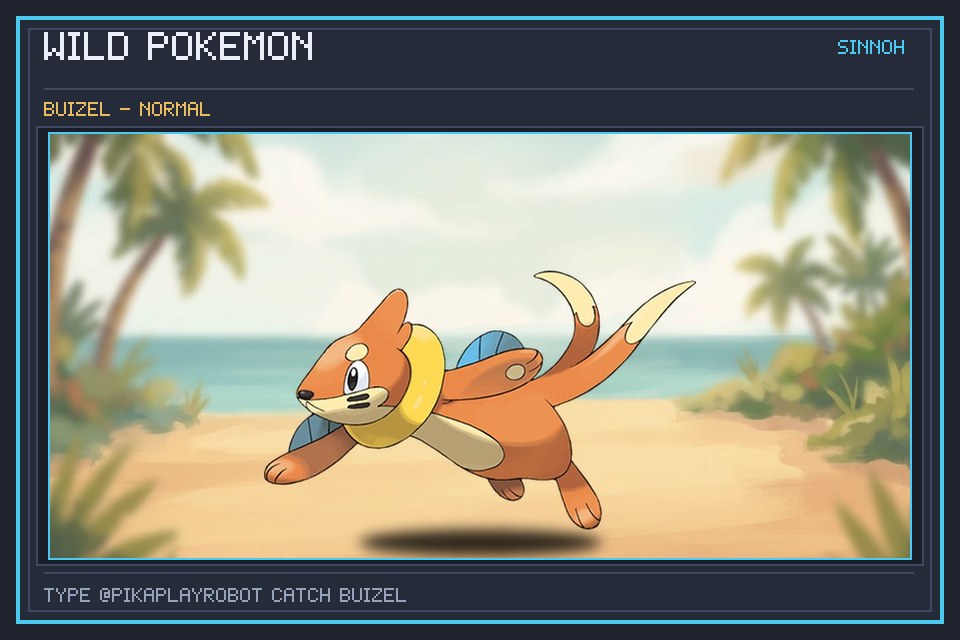 WILD POKEMON
SINNOH
BUIZEL - NORMAL
TYPE @PIKAPLAYROBOT CATCH BUIZEL